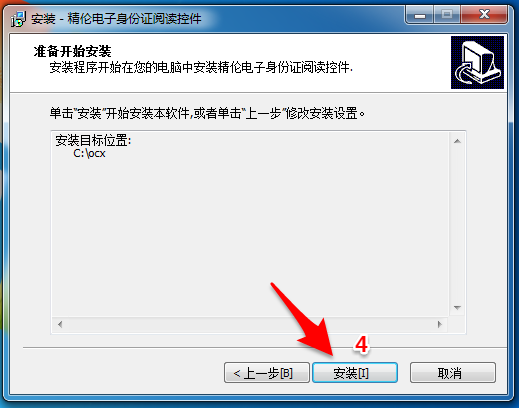 安装 - 精伦电子身份证阅读控件
准备开始安装
安装程序开始在您的电脑中安装精伦电子身份证阅读控件.
单击“安装”开始安装本软件,或者单击“上一步”修改安装设置。
安装目标位置:
C:\ocx
4
< 上一步[B]
安装[I]
取消